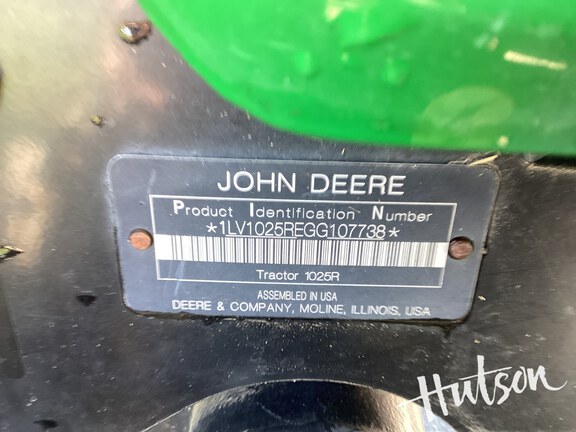 JOHN DEERE
Product Identification Number
*1LV1025REGG107738*
Tractor 1025R
ASSEMBLED IN USA
DEERE & COMPANY, MOLINE, ILLINOIS, USA
Hutson